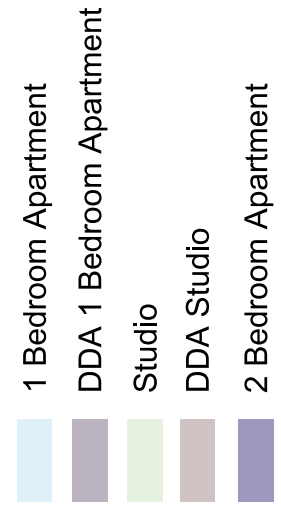 1 Bedroom Apartment
DDA 1 Bedroom Apartment
Studio
DDA Studio
2 Bedroom Apartment